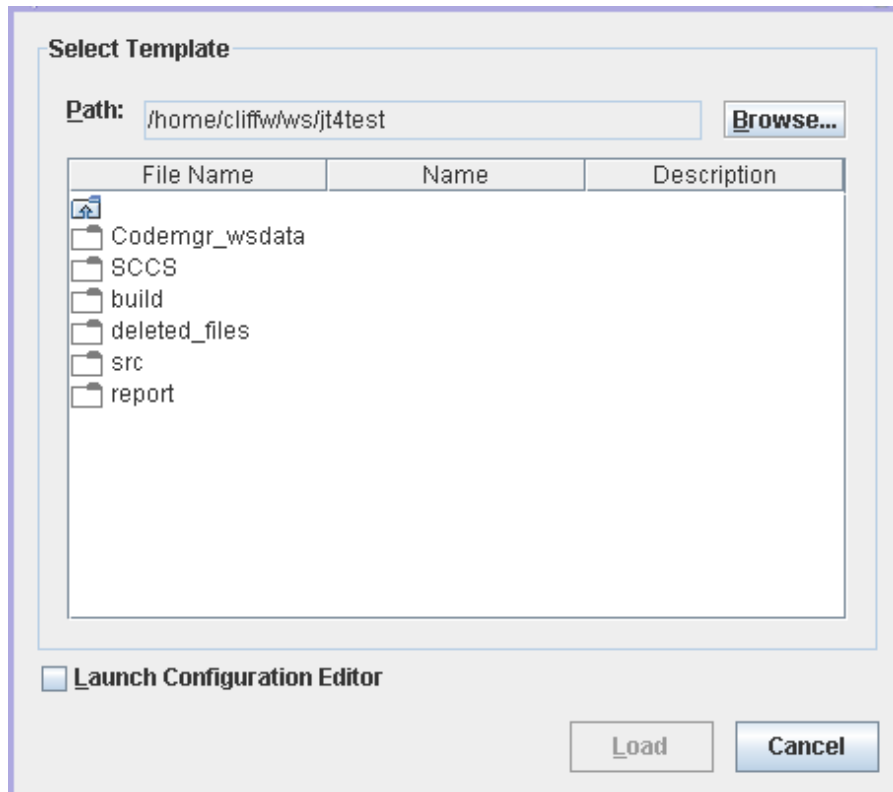 Select Template
Path: /home/cliffw/ws/jt4test Browse...
File Name Name Description
Codemgr_wsdata
SCCS
build
deleted_files
src
report
Launch Configuration Editor
Load Cancel